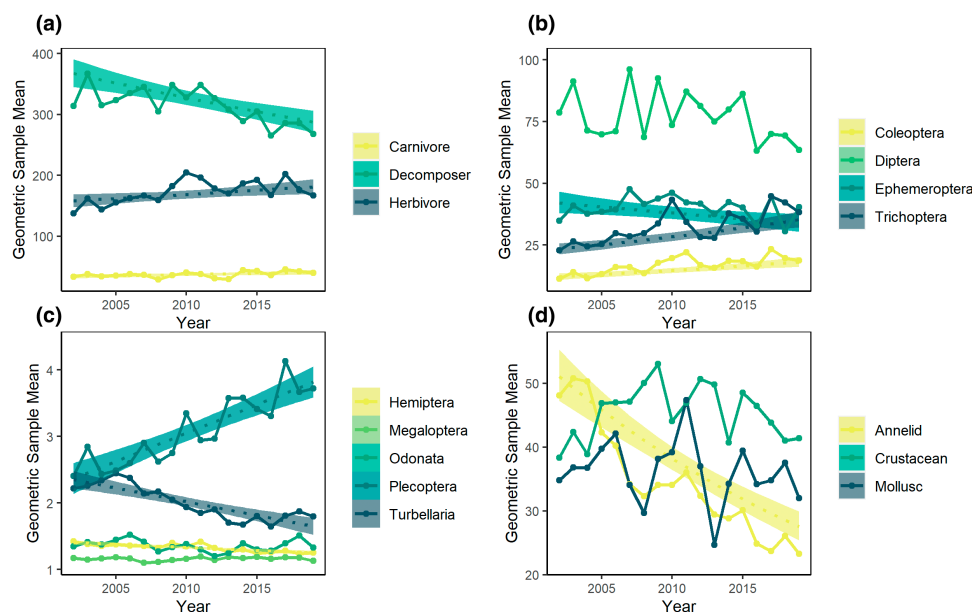 (a)
400
300
200
100
Geometric Sample Mean
2005
2010
2015
Year
Carnivore
Decomposer
Herbivore
(b)
100
75
50
25
Geometric Sample Mean
2005
2010
2015
Year
Coleoptera
Diptera
Ephemeroptera
Trichoptera
(c)
4
3
2
1
Geometric Sample Mean
2005
2010
2015
Year
Hemiptera
Megaloptera
Odonata
Plecoptera
Turbellaria
(d)
50
40
30
20
Geometric Sample Mean
2005
2010
2015
Year
Annelid
Crustacean
Mollusc